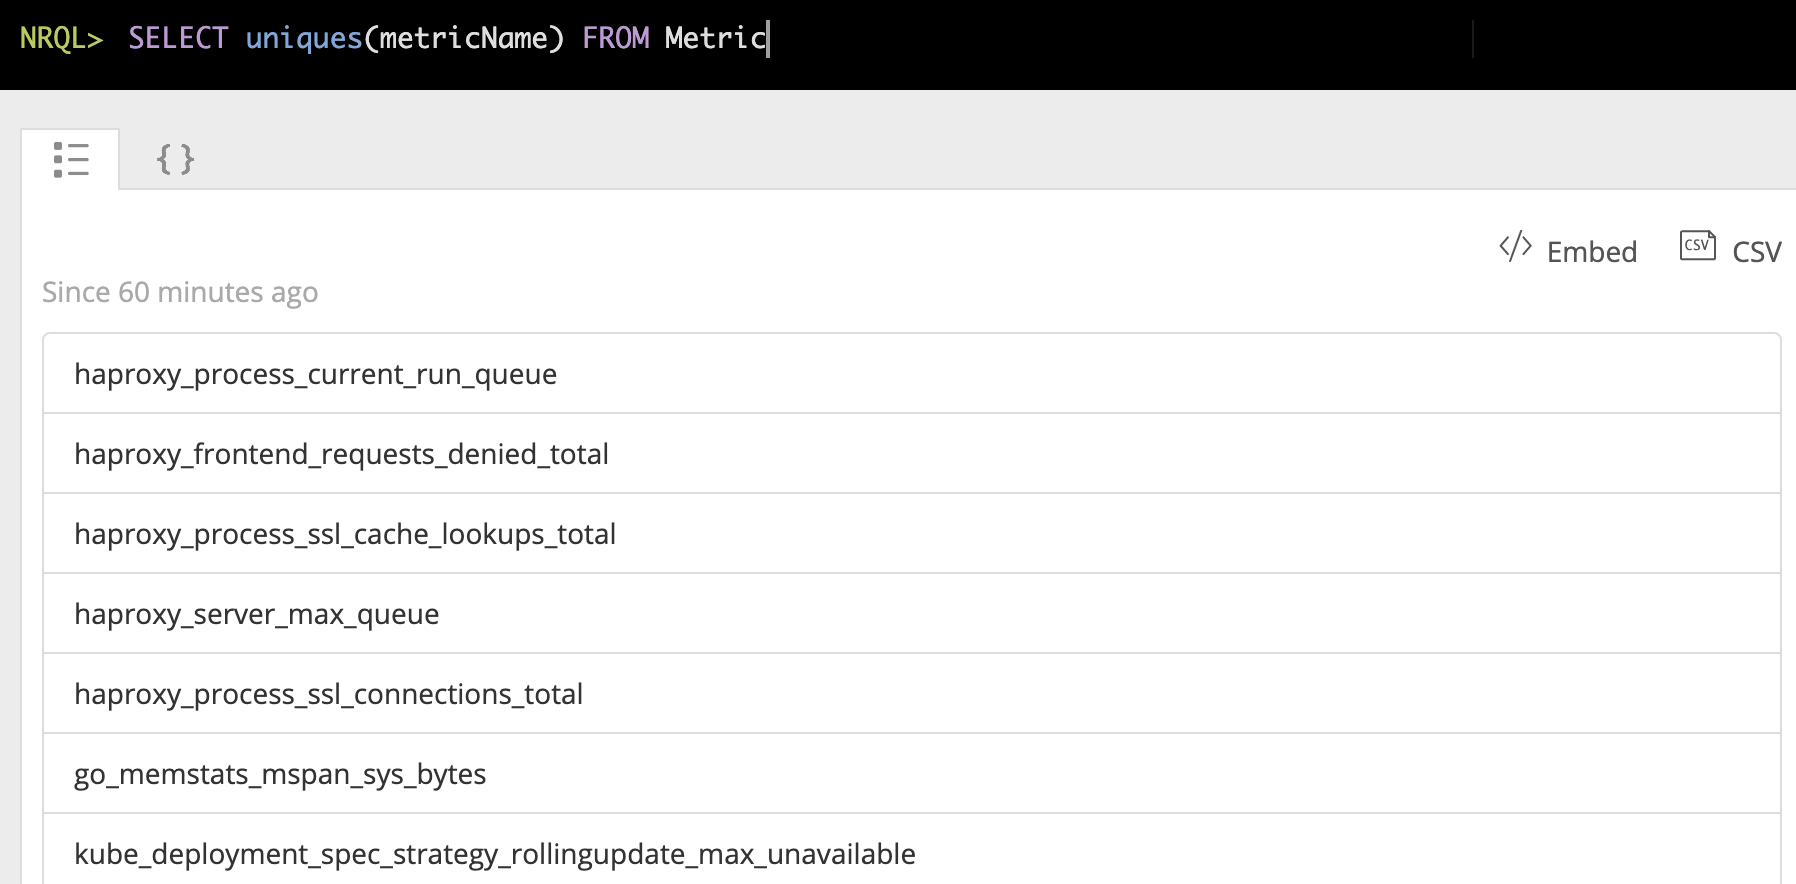 NRQL> SELECT uniques(metricName) FROM Metric
{ }
</> Embed CSV CSV
Since 60 minutes ago
haproxy_process_current_run_queue
haproxy_frontend_requests_denied_total
haproxy_process_ssl_cache_lookups_total
haproxy_server_max_queue
haproxy_process_ssl_connections_total
go_memstats_mspan_sys_bytes
kube_deployment_spec_strategy_rollingupdate_max_unavailable